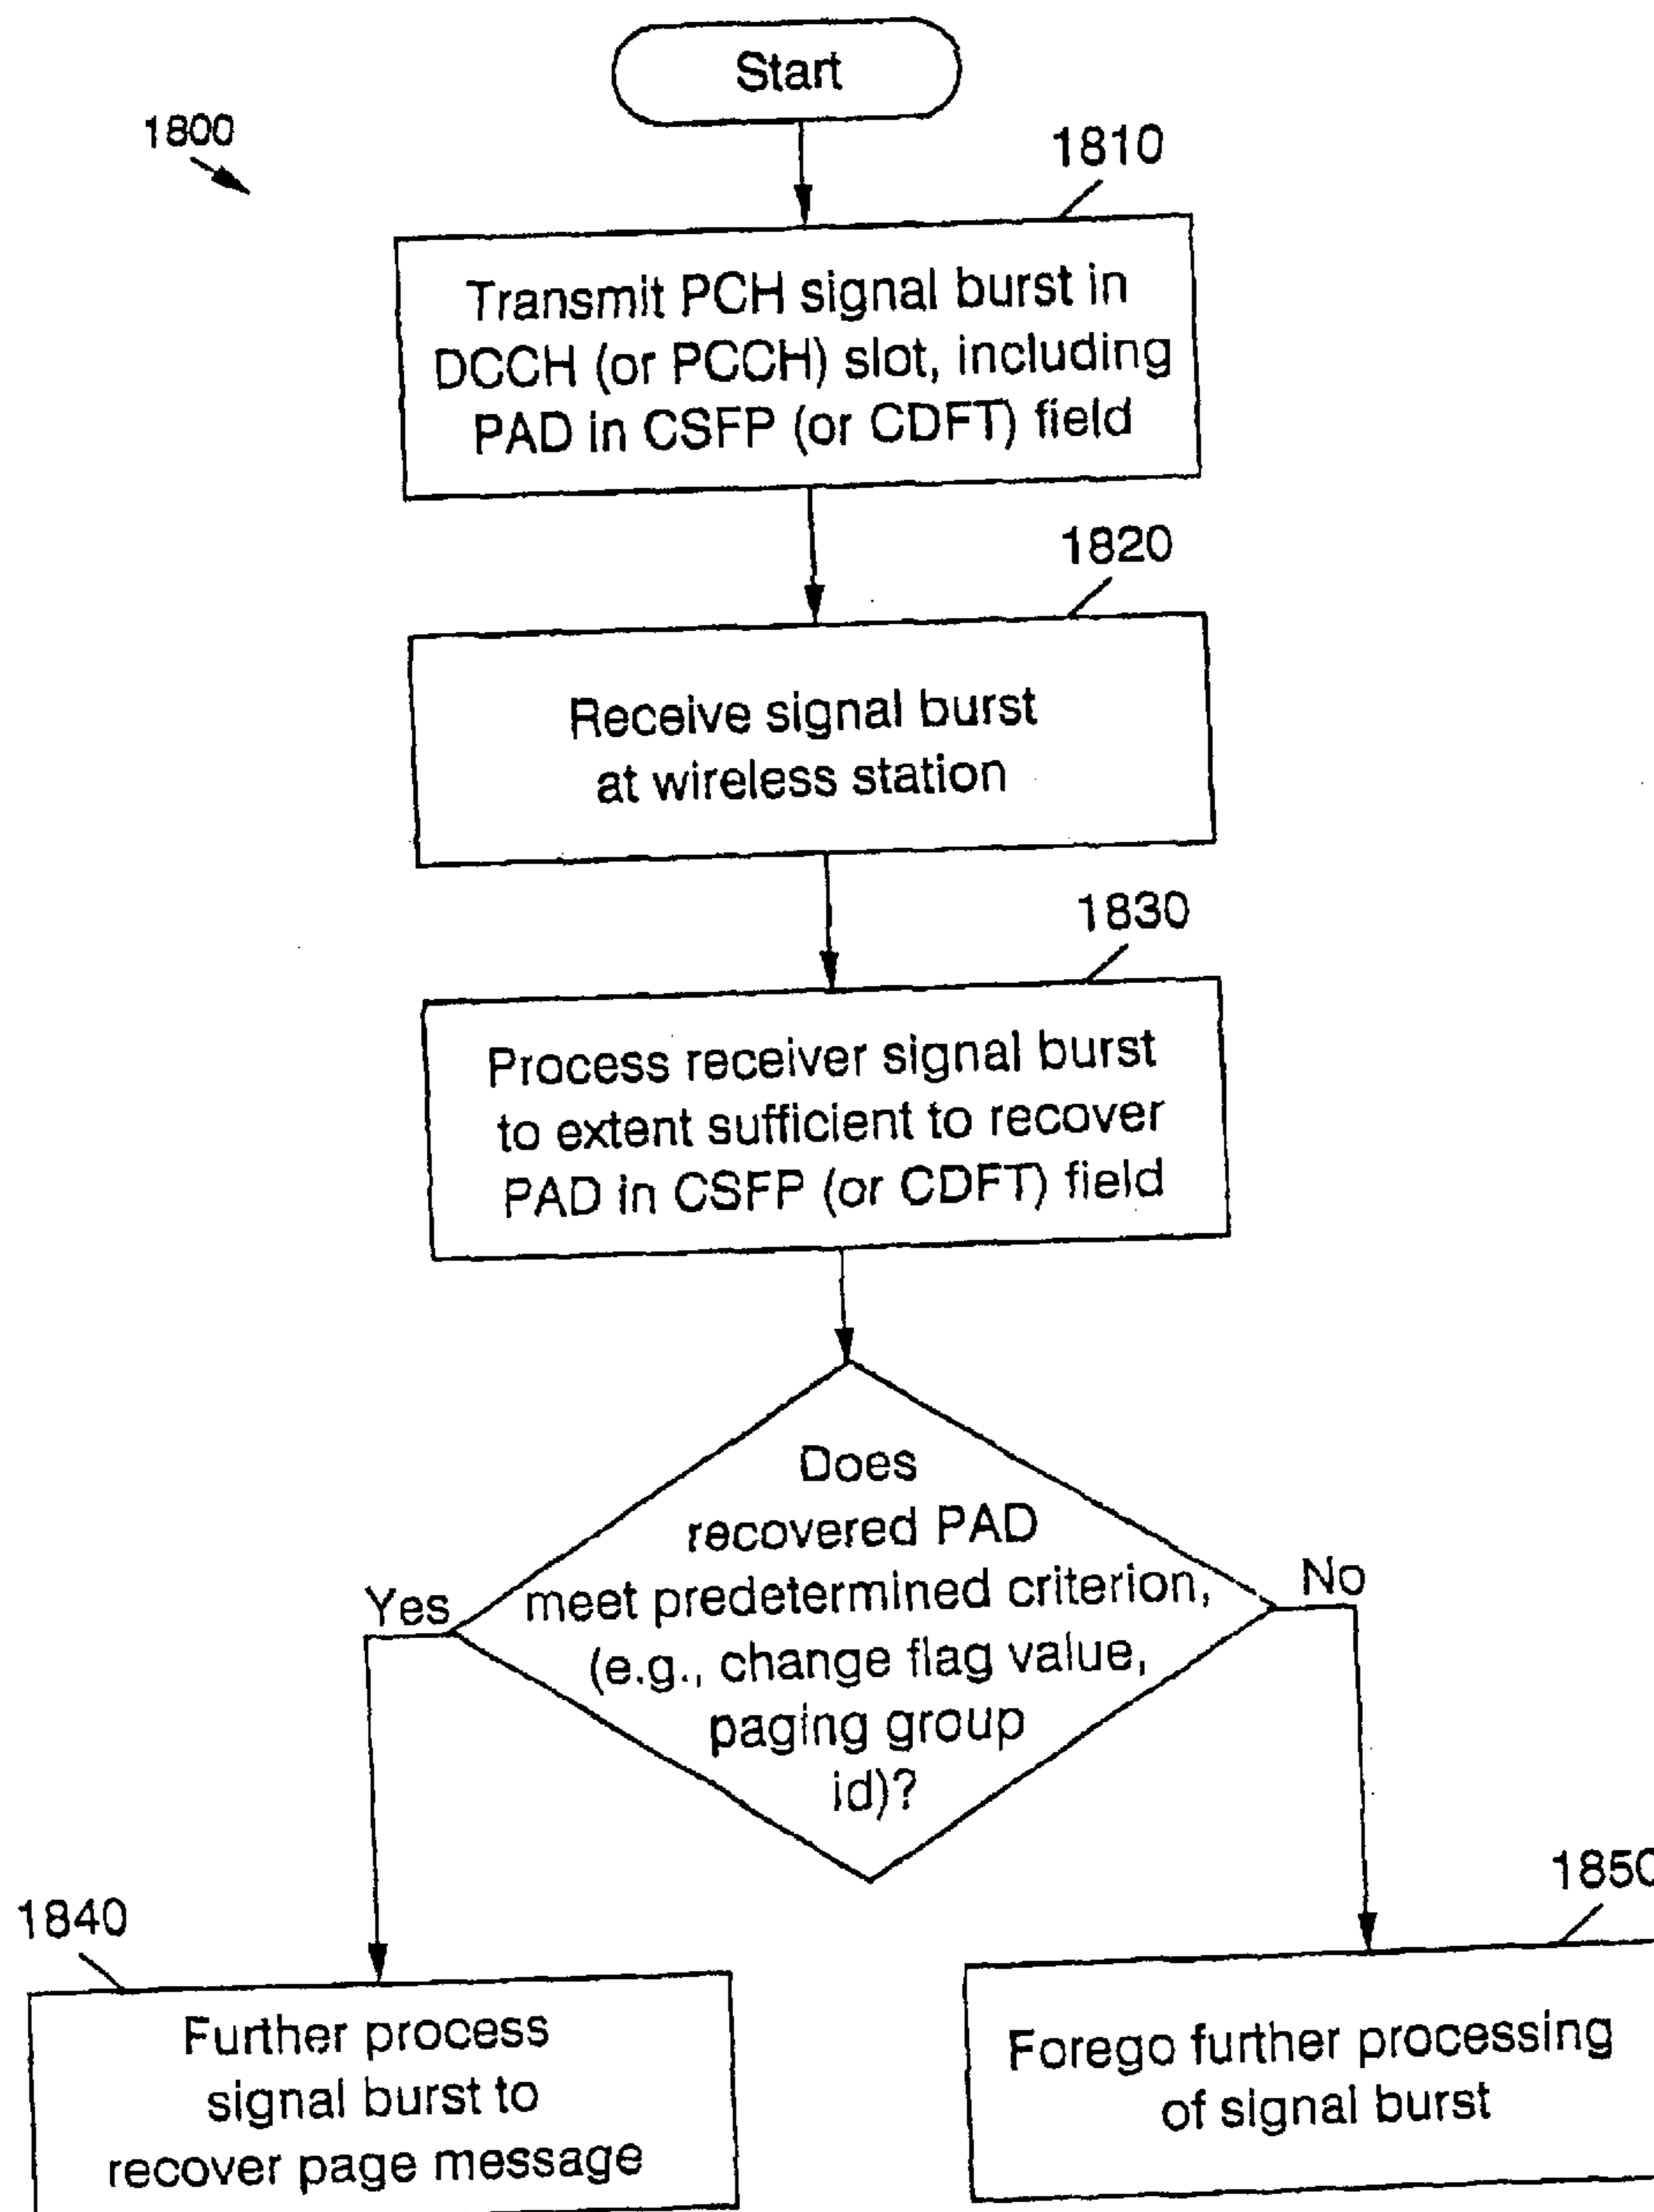 Start
1800
1810
Transmit PCH signal burst in
DCCH (or PCCH) slot, including
PAD in CSFP (or CDFT) field
1820
Receive signal burst
at wireless station
1830
Process receiver signal burst
to extent sufficient to recover
PAD in CSFP (or CDFT) field
Does
recovered PAD
meet predetermined criterion,
(e.g., change flag value,
paging group
id)?
Yes
No
1840
Further process
signal burst to
recover page message
1850
Forego further processing
of signal burst